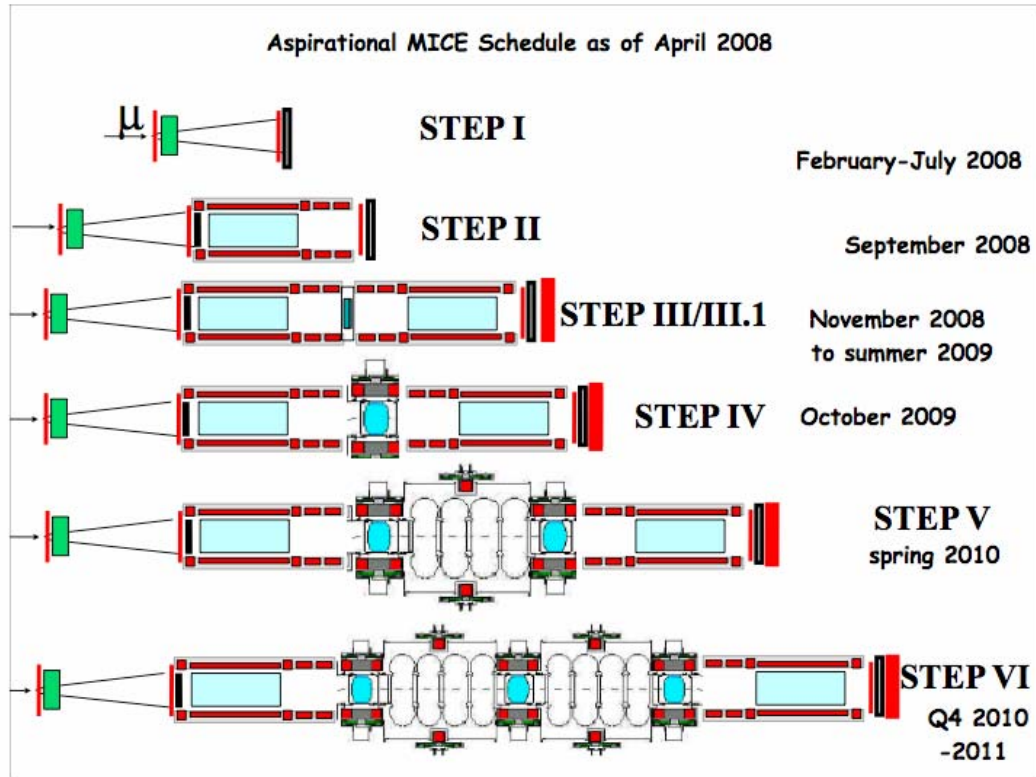 Aspirational MICE Schedule as of April 2008
μ
STEP I
February-July 2008
STEP II
September 2008
STEP III/III.1
November 2008
to summer 2009
STEP IV
October 2009
STEP V
spring 2010
STEP VI
Q4 2010
-2011